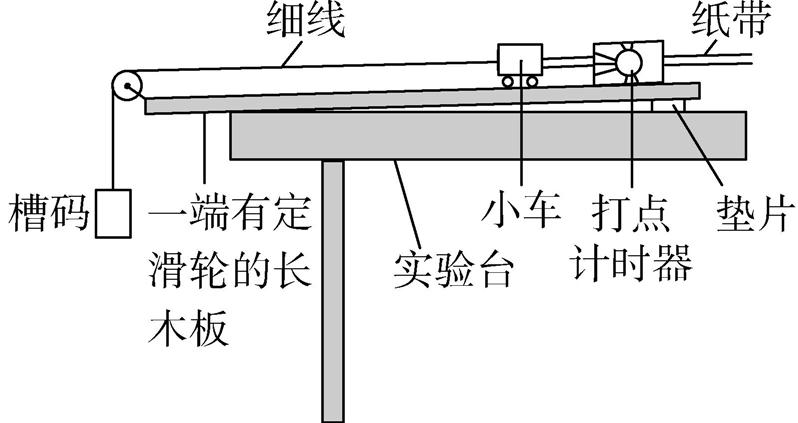 细线
纸带
槽码
一端有定
滑轮的长
木板
实验台
小车
打点
计时器
垫片